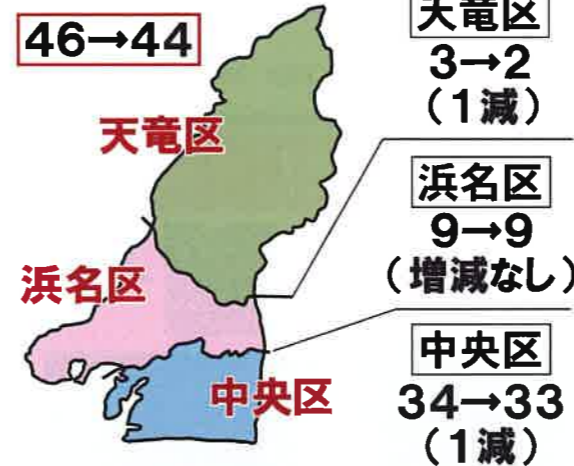 46→44
天竜区
浜名区
中央区
天竜区
3→2
（1減）
浜名区
9→9
（増減なし）
中央区
34→33
（1減）